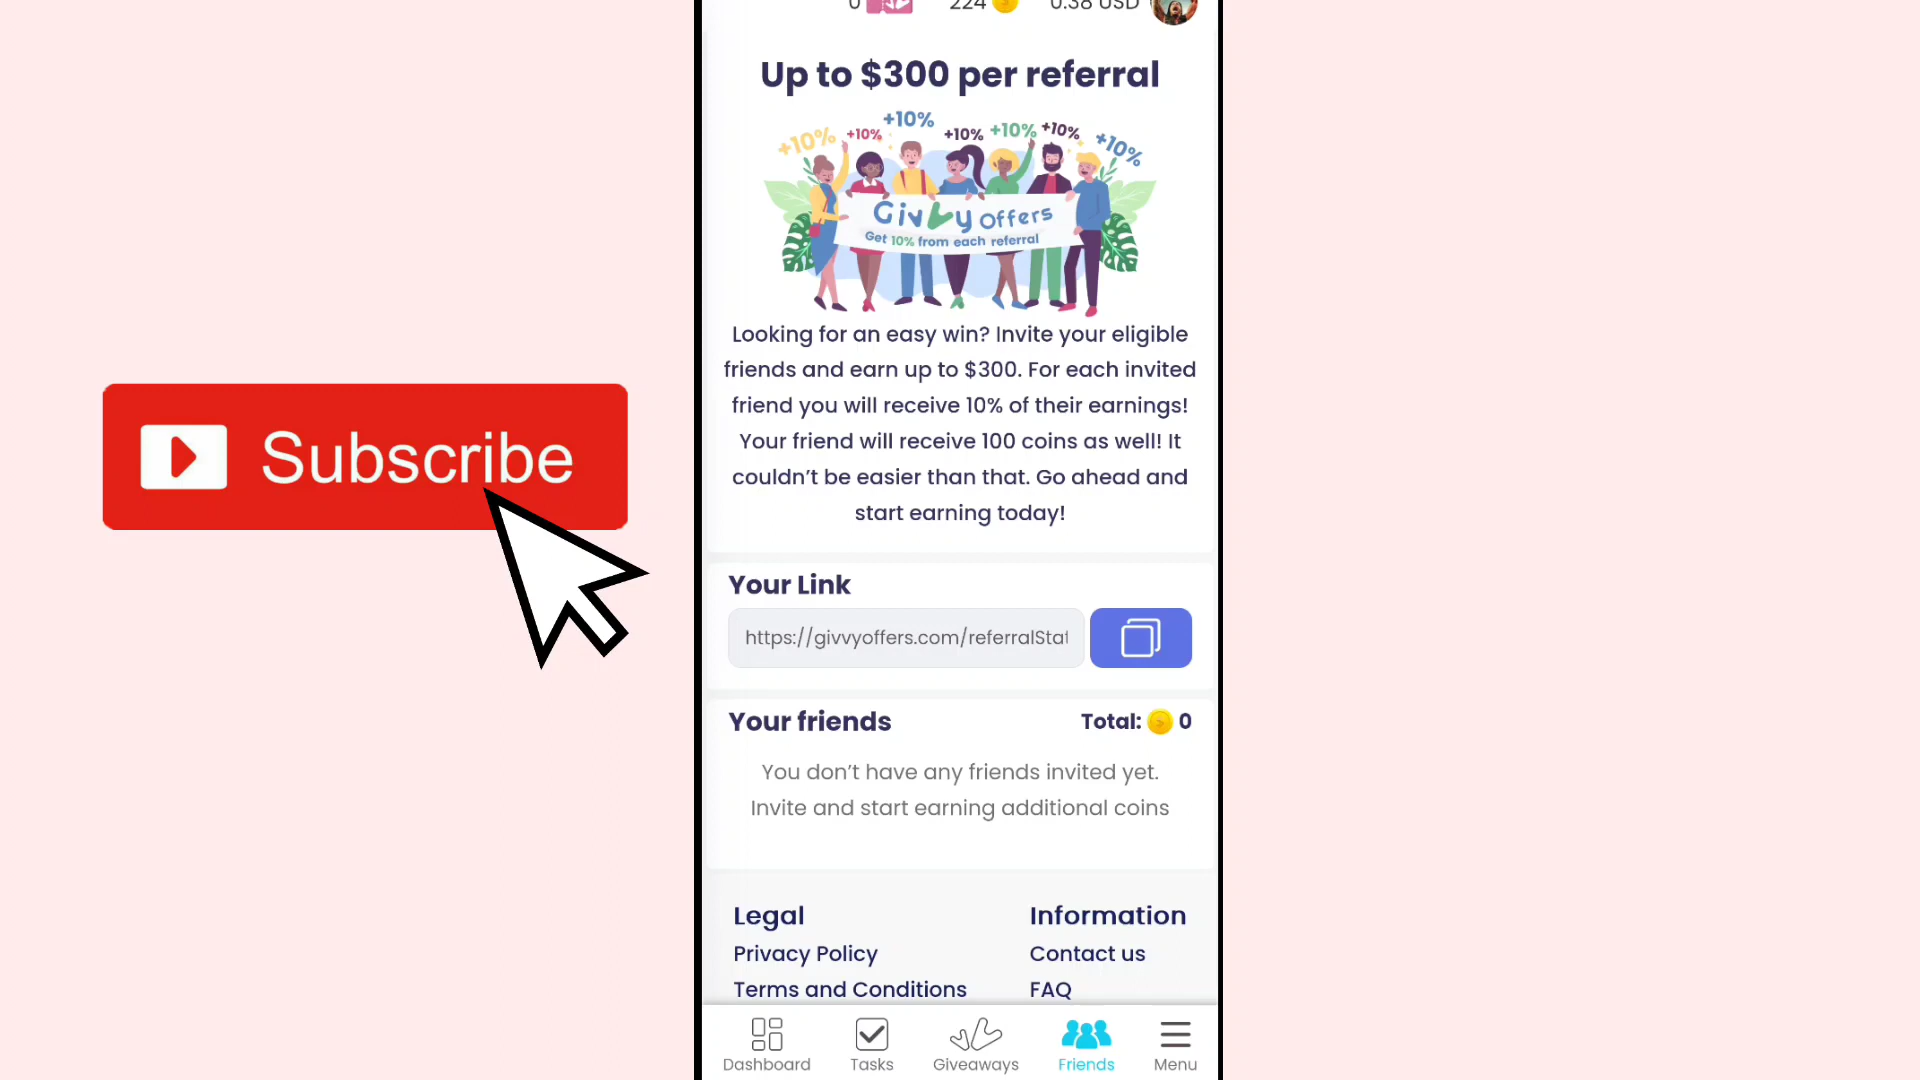 0 224 0.38 USD
Up to $300 per referral
+10% +10% +10% +10% +10% +10% +10%
Givvy Offers
Get 10% from each referral
Looking for an easy win? Invite your eligible
friends and earn up to $300. For each invited
friend you will receive 10% of their earnings!
Your friend will receive 100 coins as well! It
couldn't be easier than that. Go ahead and
start earning today!
Subscribe
Your Link
https://givvyoffers.com/referralStat
Your friends Total: 0
You don't have any friends invited yet.
Invite and start earning additional coins
Legal Information
Privacy Policy Contact us
Terms and Conditions FAQ
Dashboard Tasks Giveaways Friends Menu